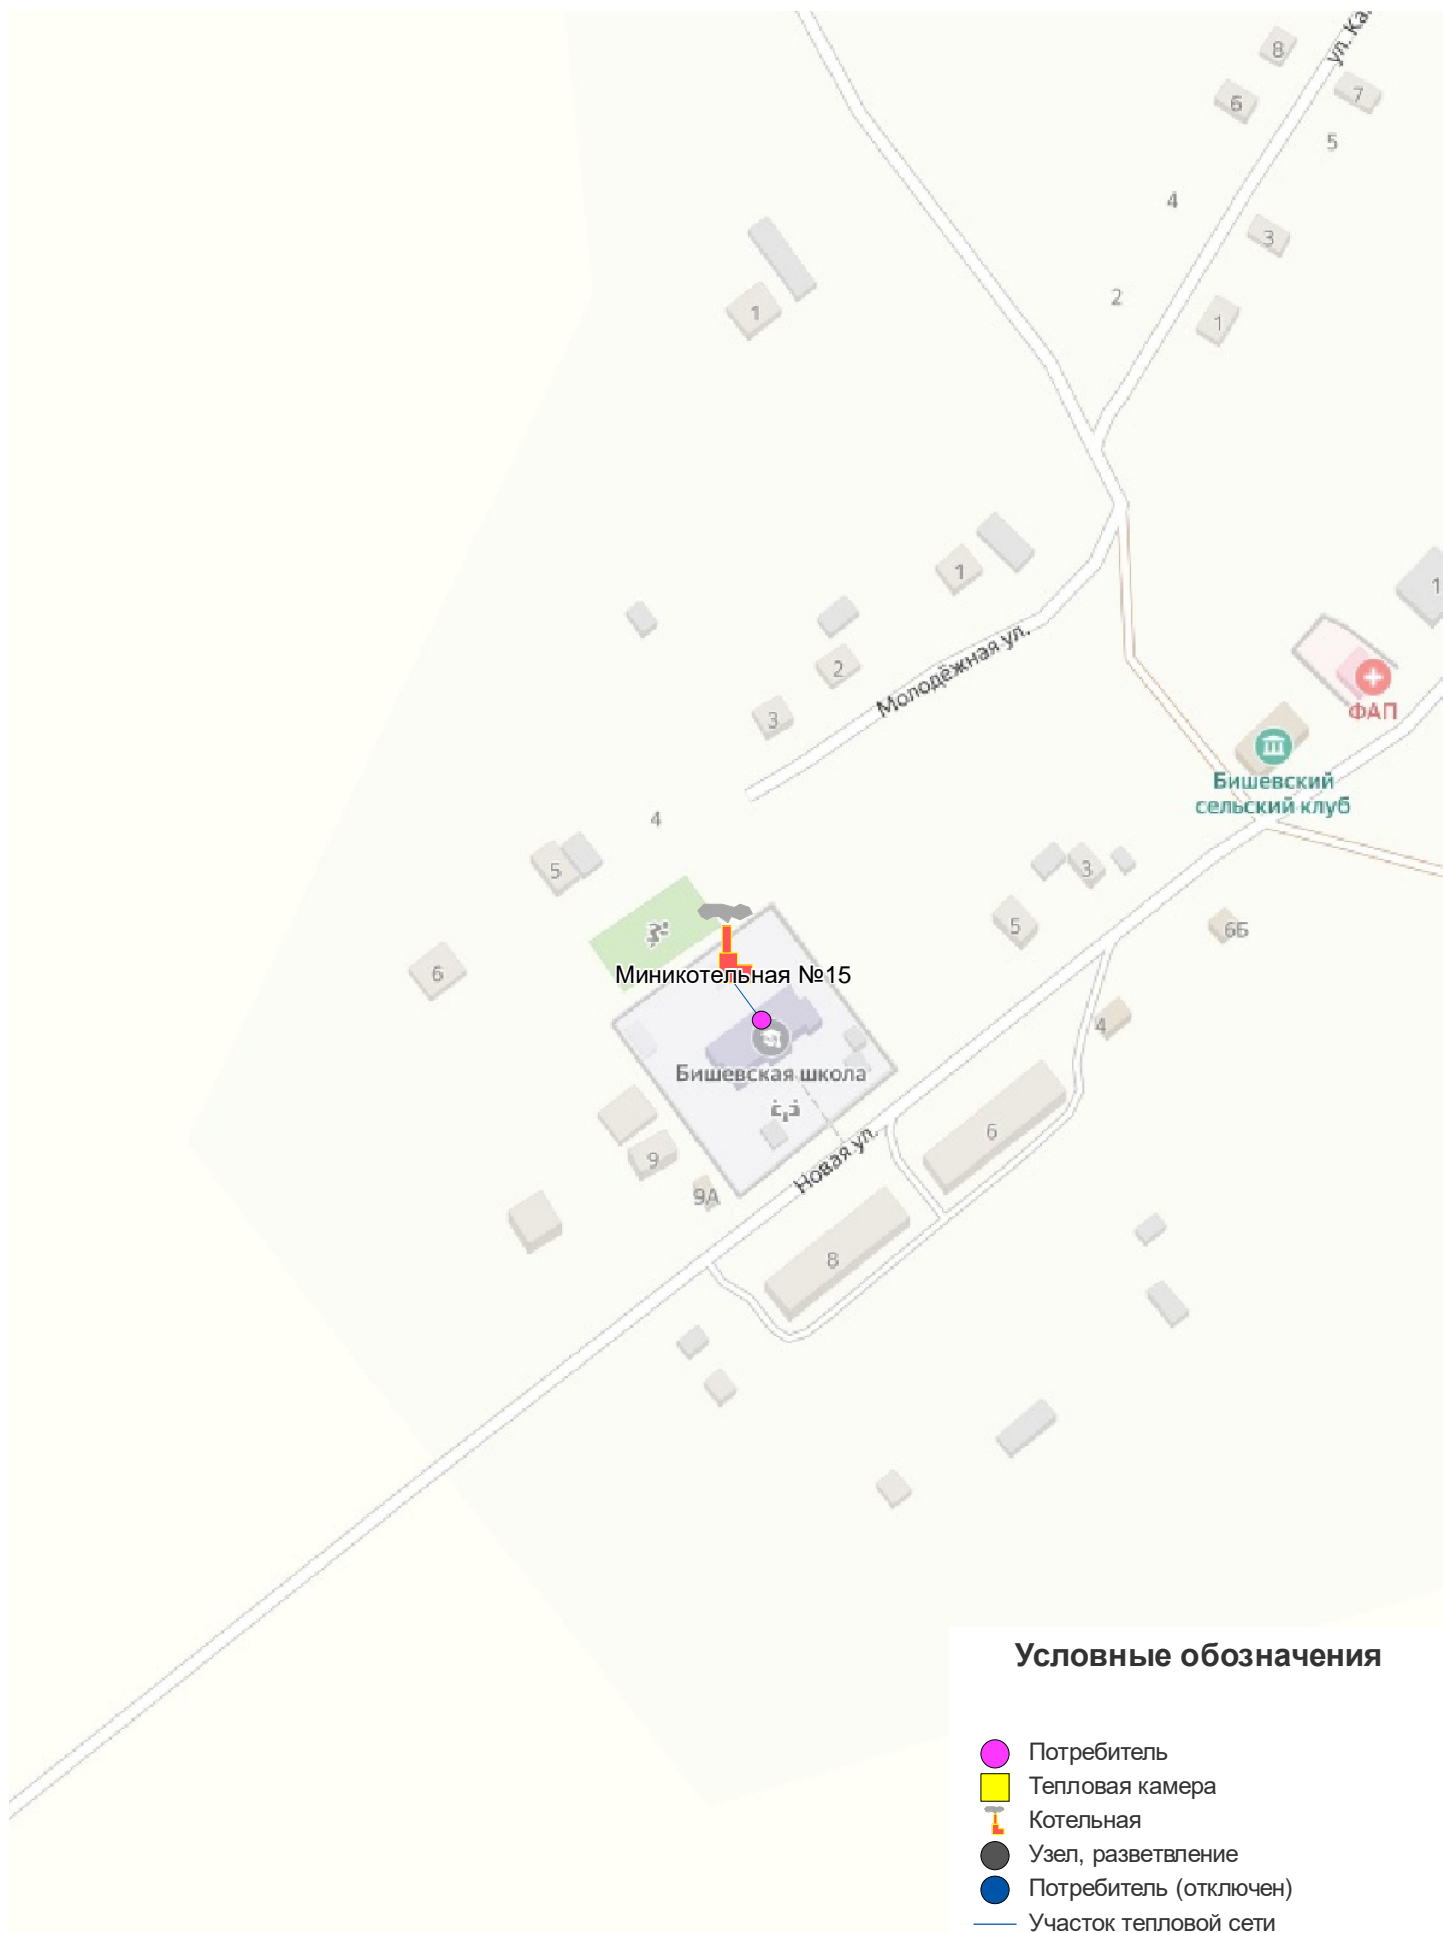 ул. Ка
8
6
7
5
4
3
2
1
1
1
1
2
Молодёжная ул.
3
ФАП
Бишевский
сельский клуб
4
5
3
5
6Б
6
Миникотельная №15
4
Бишевская школа
6
9
Новая ул.
9А
8
Условные обозначения
Потребитель
Тепловая камера
Котельная
Узел, разветвление
Потребитель (отключен)
Участок тепловой сети